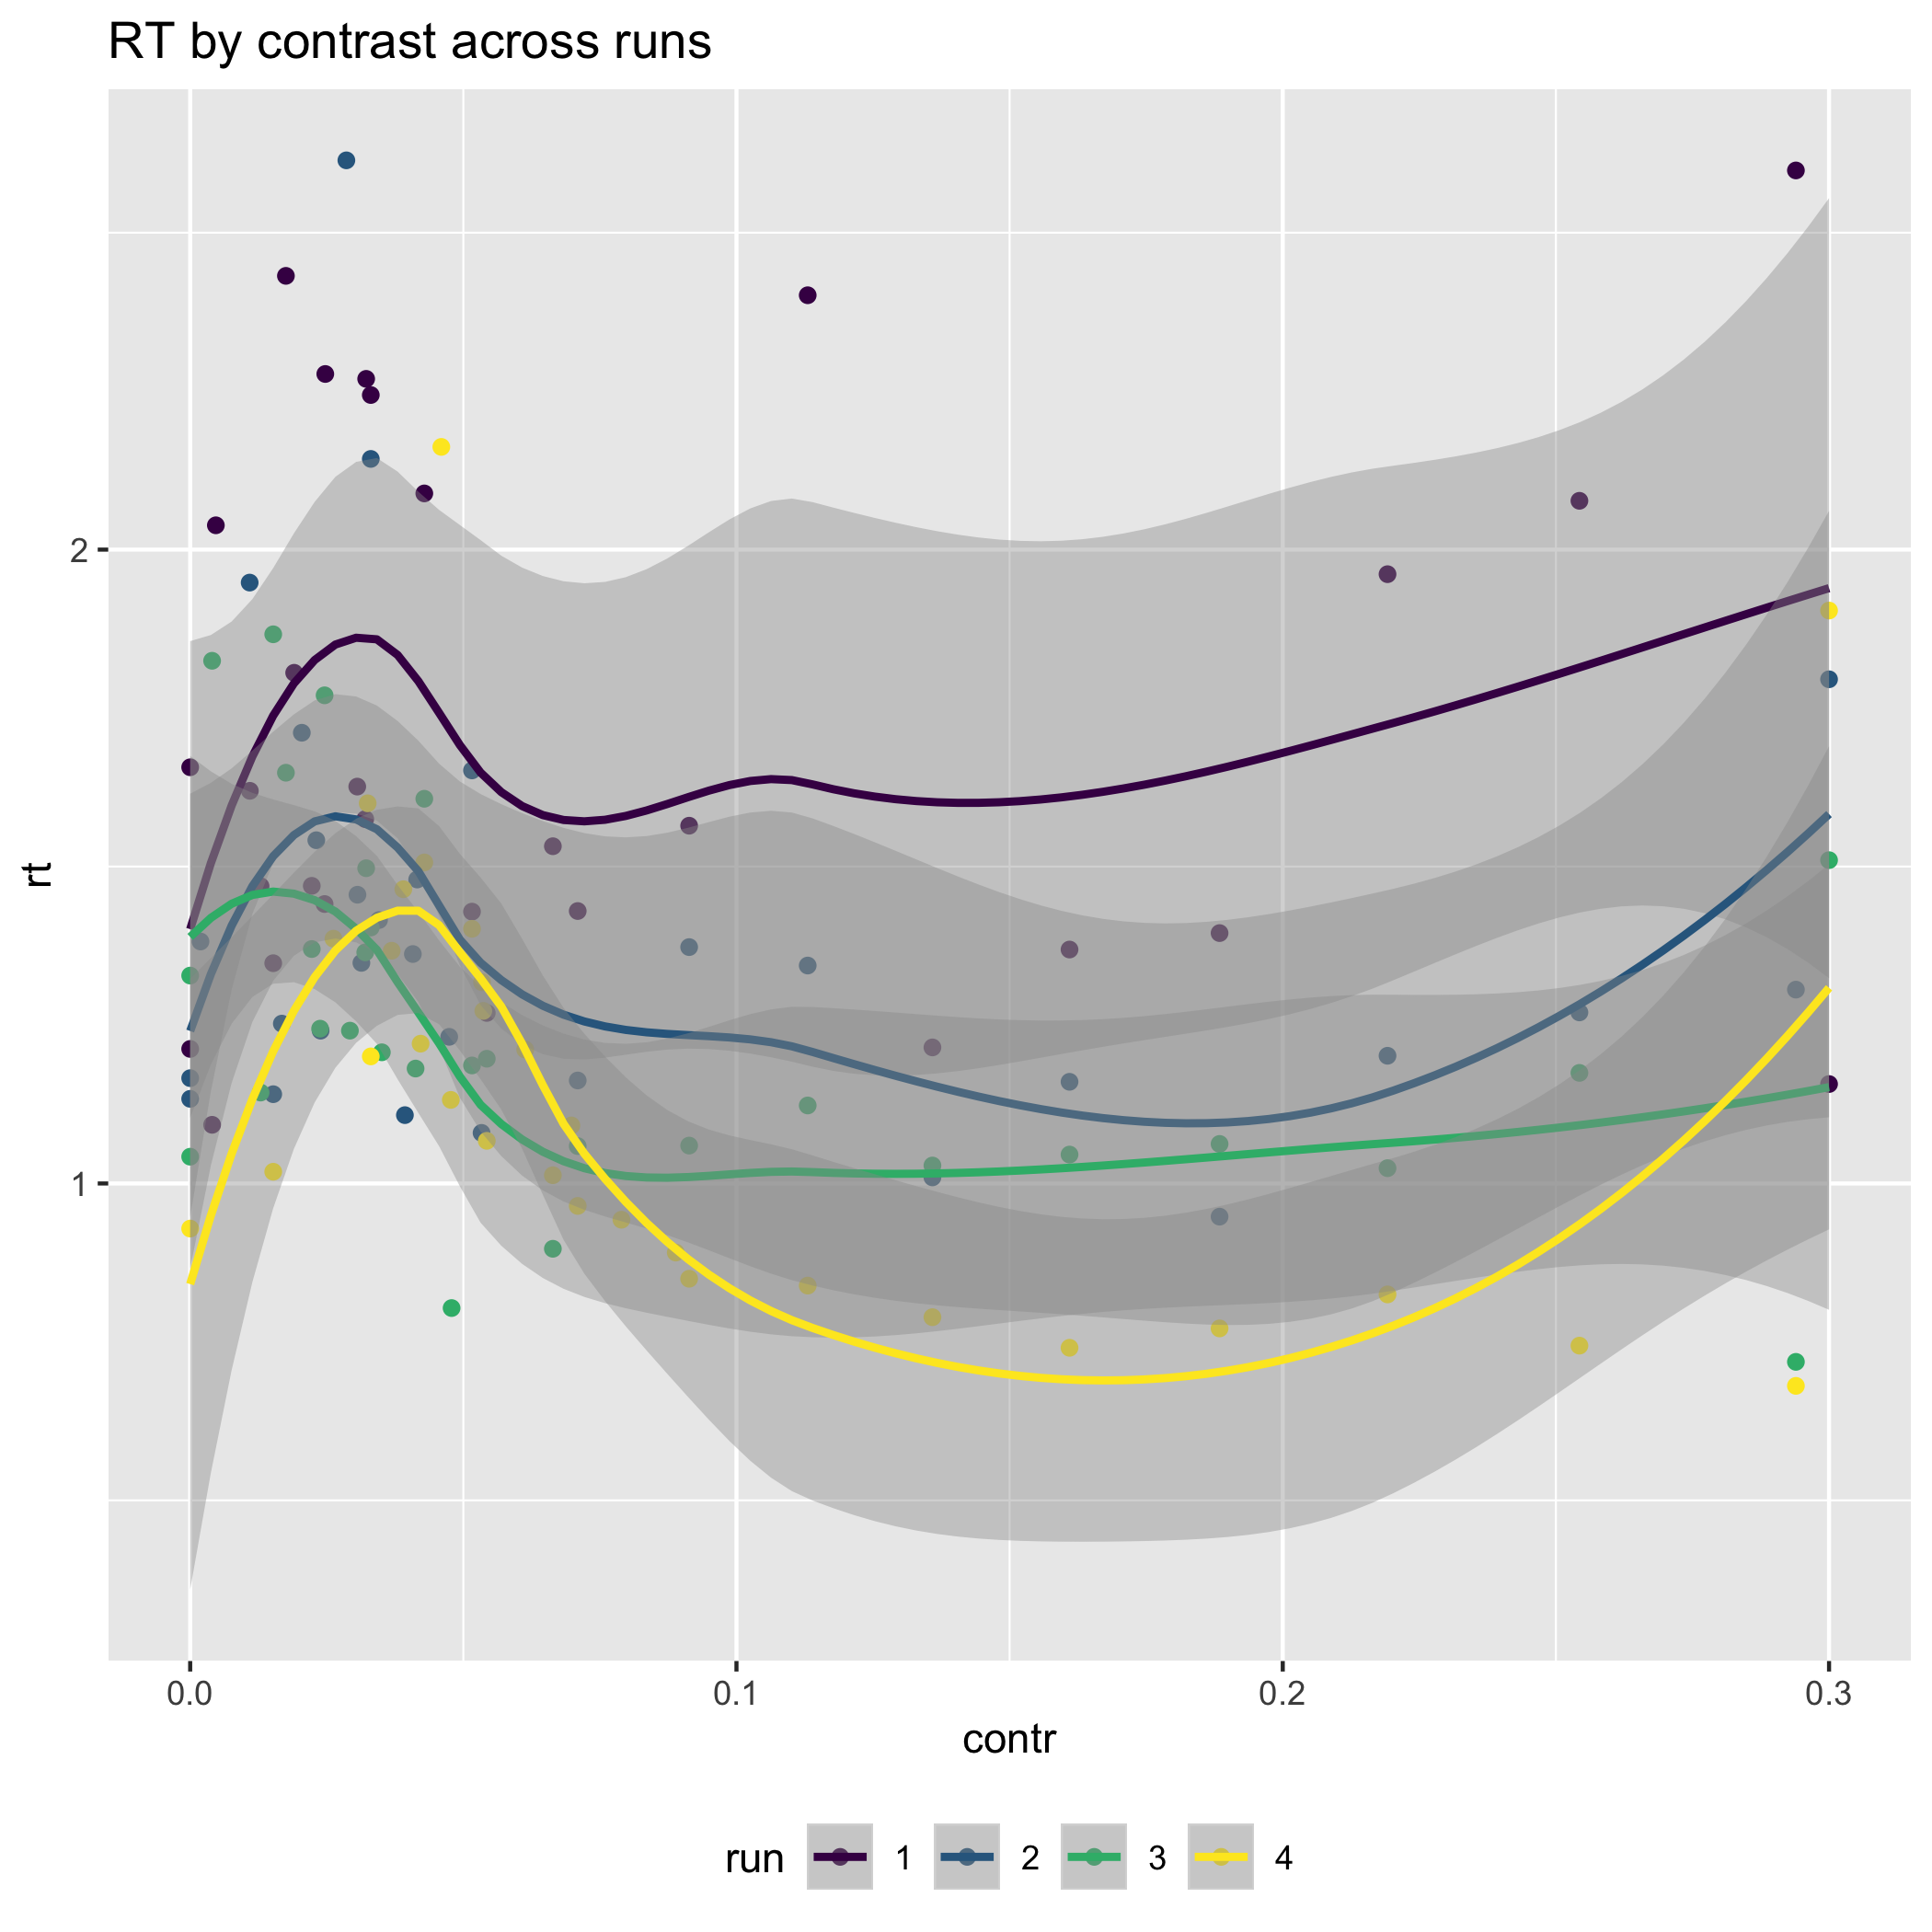 RT by contrast across runs
rt
2
1
0.0 0.1 0.2 0.3
contr
run 1 2 3 4